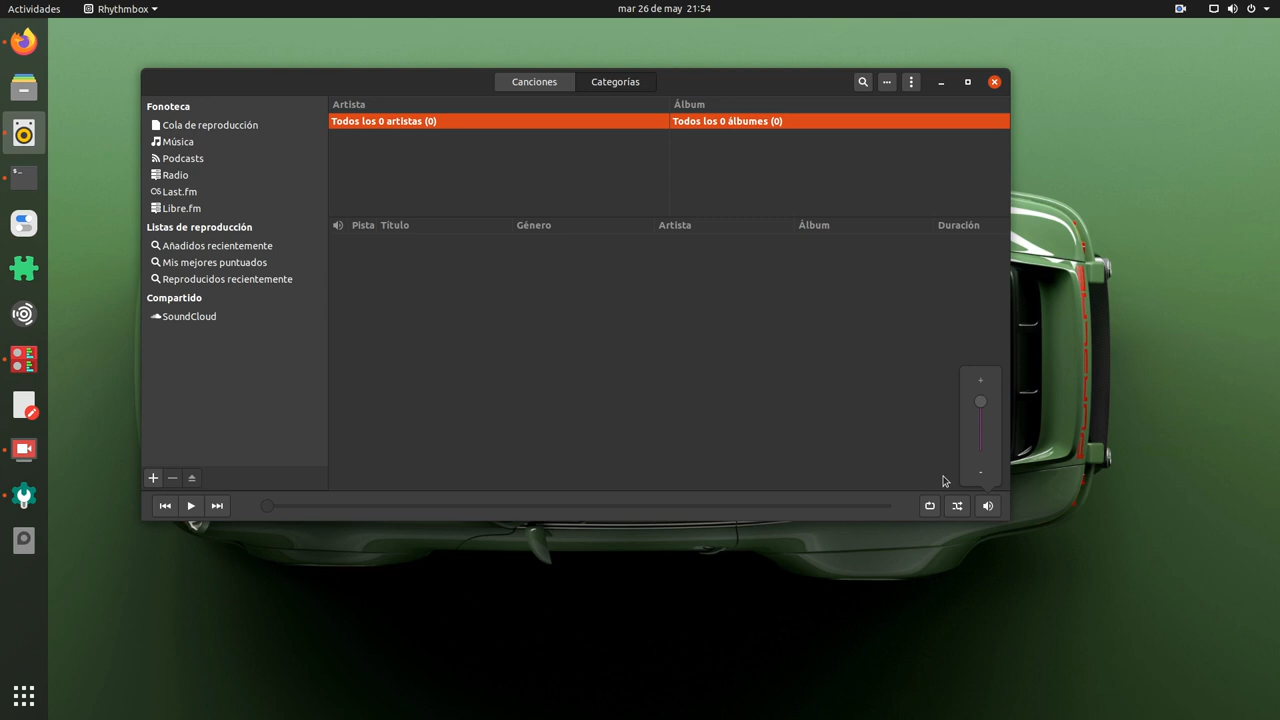 Actividades Rhythmbox mar 26 de may 21:54
Canciones Categorías
Fonoteca
Cola de reproducción
Música
Podcasts
Radio
Last.fm
Libre.fm
Listas de reproducción
Añadidos recientemente
Mis mejores puntuados
Reproducidos recientemente
Compartido
SoundCloud
Artista Álbum
Todos los 0 artistas (0) Todos los 0 álbumes (0)
Pista Título Género Artista Álbum Duración
+
-